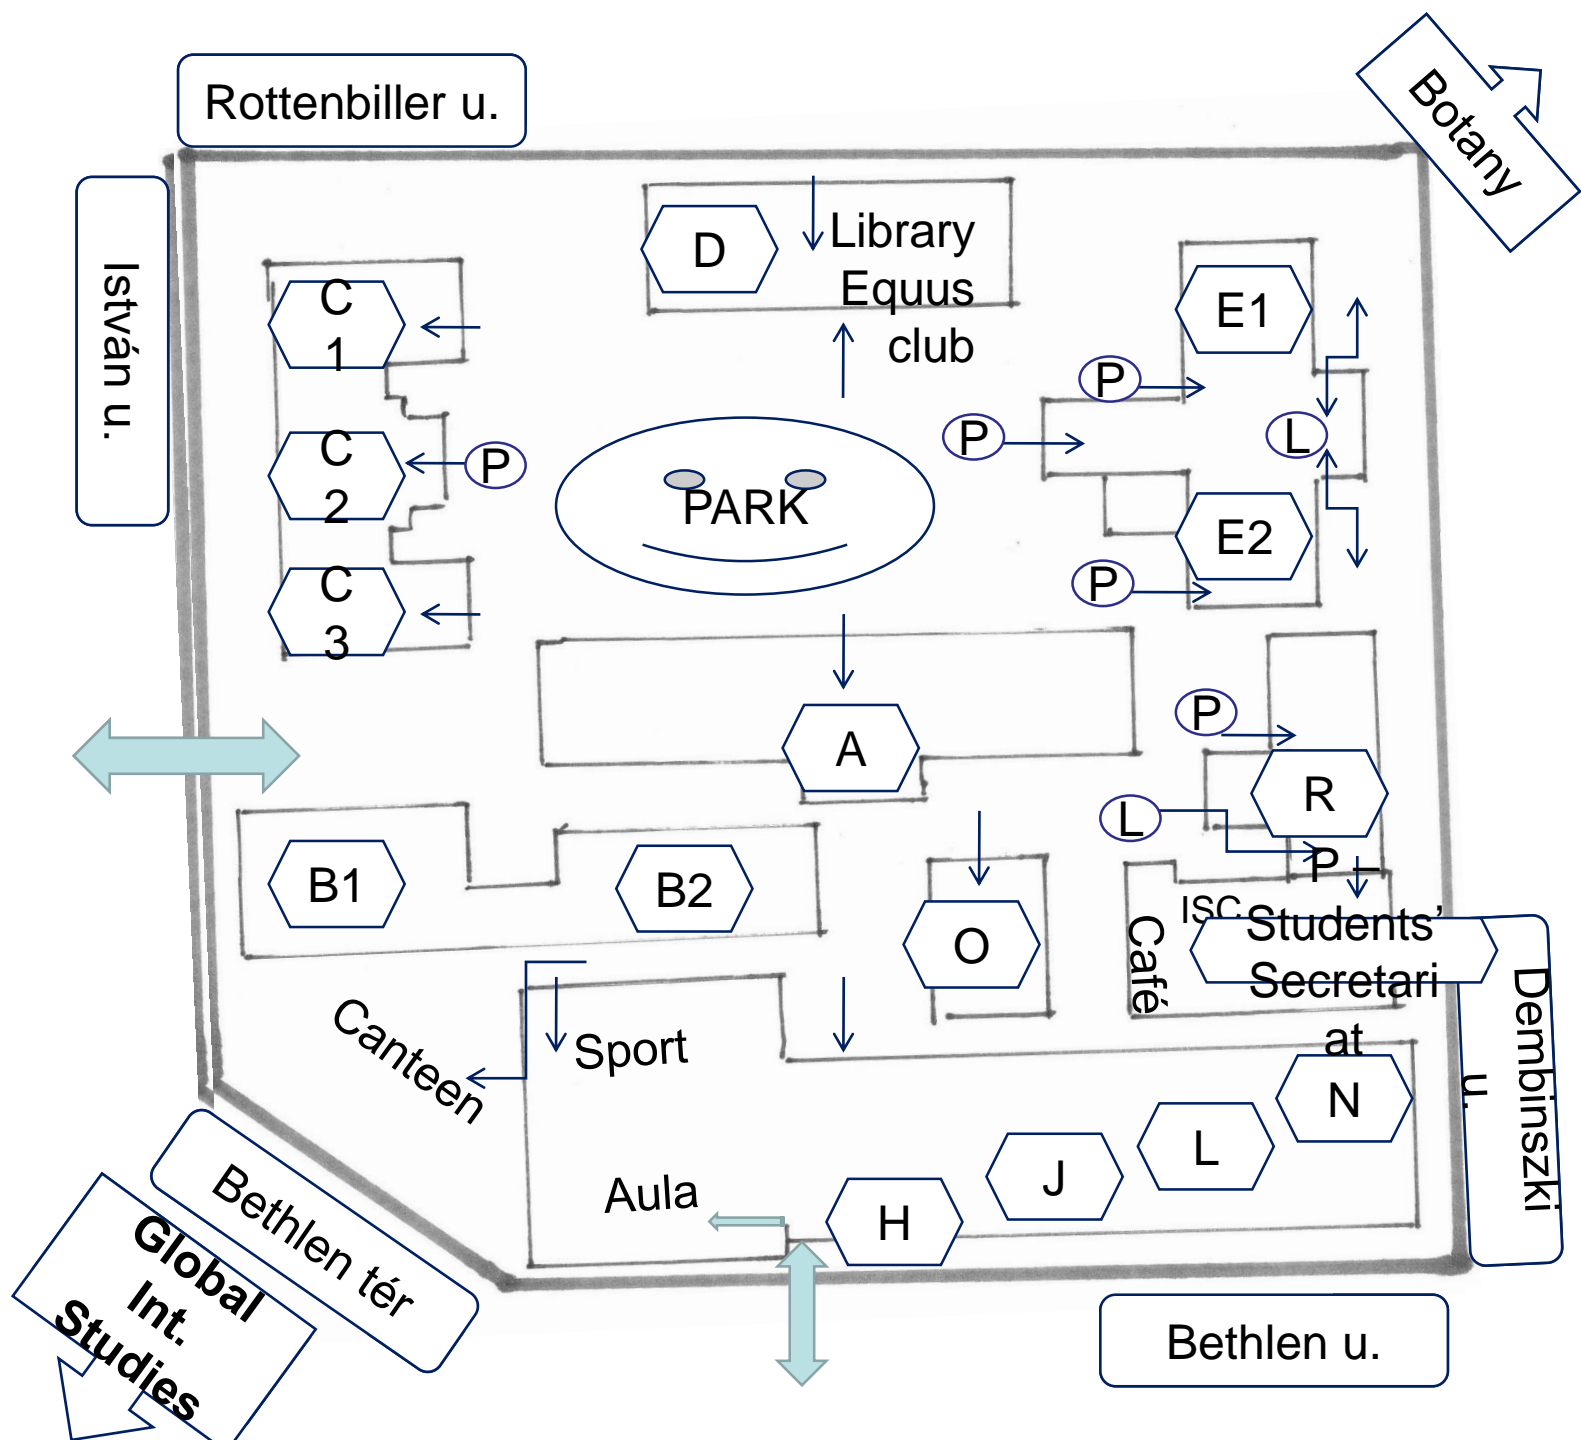 Rottenbiller u.
Botany
István u.
D
Library
Equus
club
C
1
E1
P
P
L
C
2
P
PARK
E2
P
C
3
P
A
R
L
P –
B1
B2
O
ISC
Café
Students’
Secretari
at
Dembinszki
u.
Canteen
Sport
N
L
J
H
Aula
Bethlen tér
Global
Int.
Studies
Bethlen u.